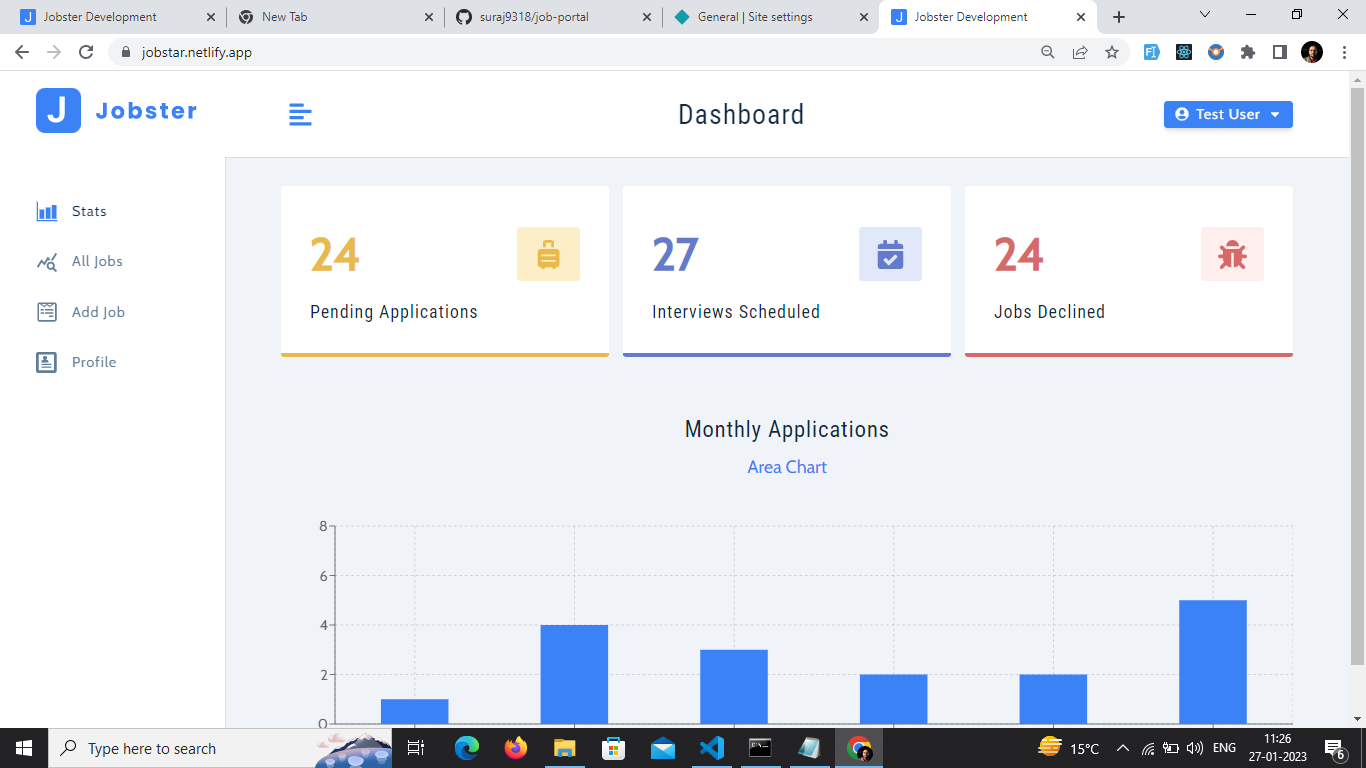 Jobster Development
New Tab
suraj9318/job-portal
General | Site settings
Jobster Development
jobstar.netlify.app
J Jobster
Dashboard
Test User
Stats
All Jobs
Add Job
Profile
24
Pending Applications
27
Interviews Scheduled
24
Jobs Declined
Monthly Applications
Area Chart
8
6
4
2
0
Type here to search
15°C
ENG
11:26
27-01-2023
6